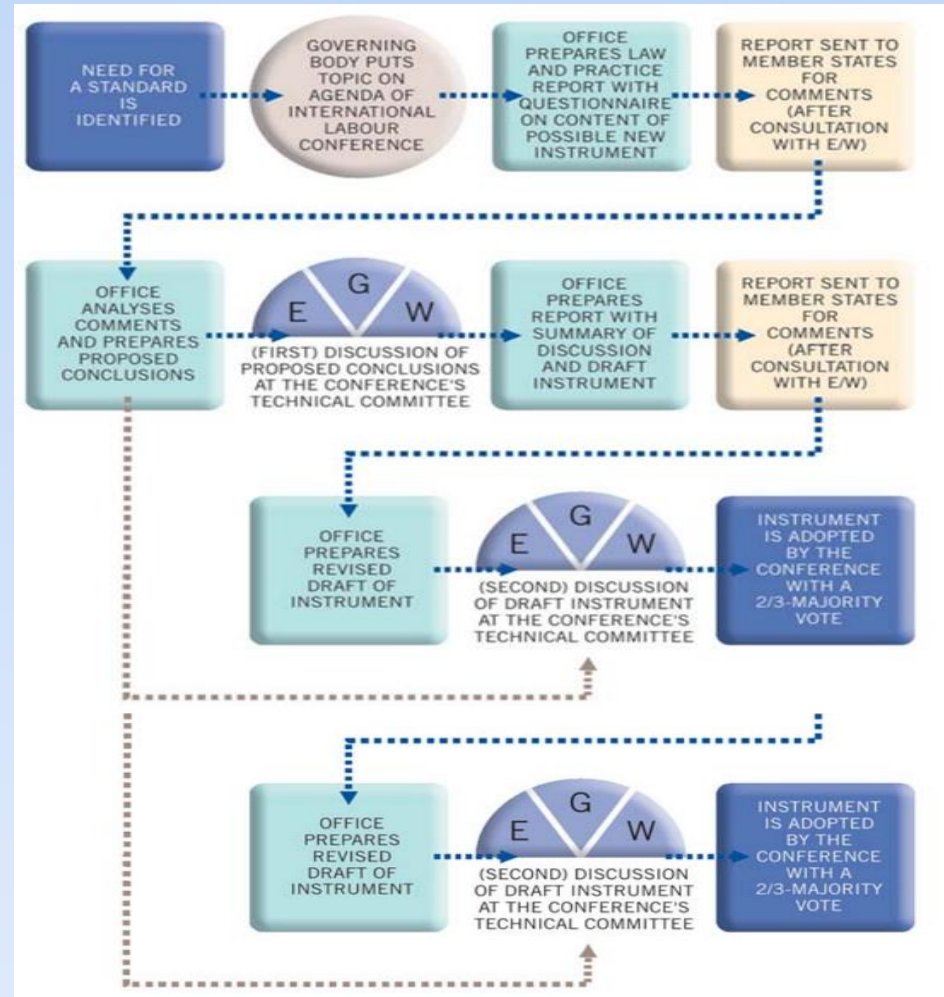 NEED FOR
A STANDARD
IS
IDENTIFIED
GOVERNING
BODY PUTS
TOPIC ON
AGENDA OF
INTERNATIONAL
LABOUR
CONFERENCE
OFFICE
PREPARES LAW
AND PRACTICE
REPORT WITH
QUESTIONNAIRE
ON CONTENT OF
POSSIBLE NEW
INSTRUMENT
REPORT SENT TO
MEMBER STATES
FOR
COMMENTS
(AFTER
CONSULTATION
WITH E/W)
OFFICE
ANALYSES
COMMENTS
AND PREPARES
PROPOSED
CONCLUSIONS
E G W
(FIRST) DISCUSSION OF
PROPOSED CONCLUSIONS
AT THE CONFERENCE'S
TECHNICAL COMMITTEE
OFFICE
PREPARES
REPORT WITH
SUMMARY OF
DISCUSSION
AND DRAFT
INSTRUMENT
REPORT SENT TO
MEMBER STATES
FOR
COMMENTS
(AFTER
CONSULTATION
WITH E/W)
OFFICE
PREPARES
REVISED
DRAFT OF
INSTRUMENT
E G W
(SECOND) DISCUSSION
OF DRAFT INSTRUMENT
AT THE CONFERENCE'S
TECHNICAL COMMITTEE
INSTRUMENT
IS ADOPTED
BY THE
CONFERENCE
WITH A
2/3-MAJORITY
VOTE
OFFICE
PREPARES
REVISED
DRAFT OF
INSTRUMENT
E G W
(SECOND) DISCUSSION
OF DRAFT INSTRUMENT
AT THE CONFERENCE'S
TECHNICAL COMMITTEE
INSTRUMENT
IS ADOPTED
BY THE
CONFERENCE
WITH A
2/3-MAJORITY
VOTE